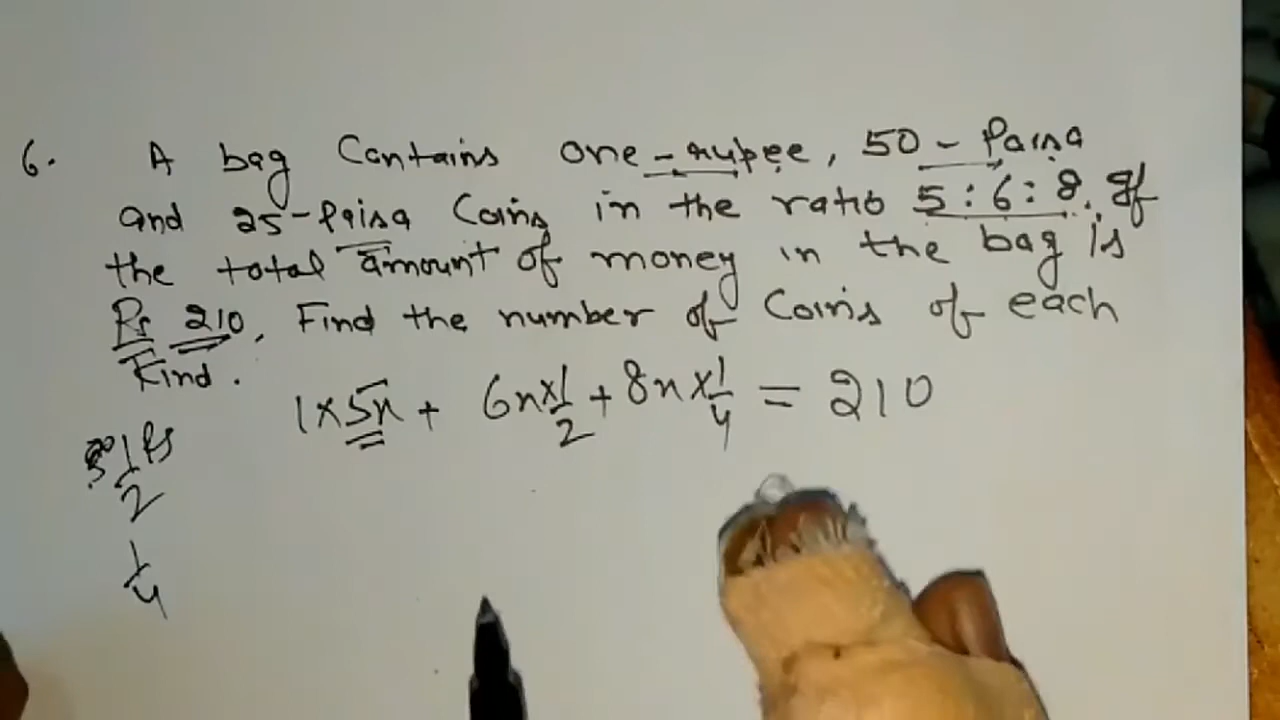 6. A bag Contains one-rupee, 50-Paisa
and 25-Paisa Coins in the ratio 5:6:8. If
the total amount of money in the bag is
Rs 210, Find the number of Coins of each
Kind.
1×5x + 6x×1/2 + 8x×1/4 = 210
1/2 Rs
1/4